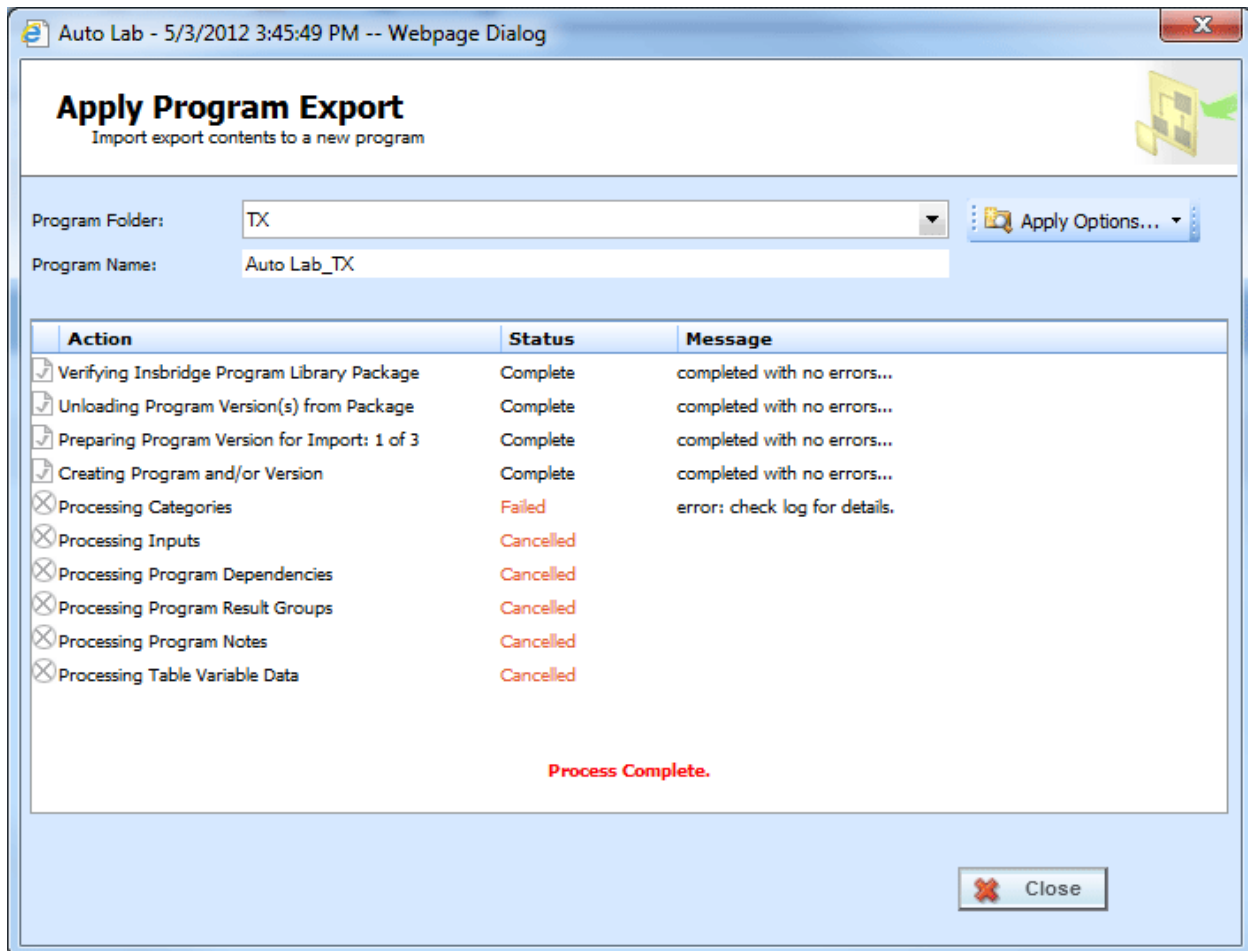 Auto Lab - 5/3/2012 3:45:49 PM -- Webpage Dialog
Apply Program Export
Import export contents to a new program
Program Folder: TX Apply Options...
Program Name: Auto Lab_TX
Action Status Message
Verifying Insbridge Program Library Package Complete completed with no errors...
Unloading Program Version(s) from Package Complete completed with no errors...
Preparing Program Version for Import: 1 of 3 Complete completed with no errors...
Creating Program and/or Version Complete completed with no errors...
Processing Categories Failed error: check log for details.
Processing Inputs Cancelled
Processing Program Dependencies Cancelled
Processing Program Result Groups Cancelled
Processing Program Notes Cancelled
Processing Table Variable Data Cancelled
Process Complete.
Close